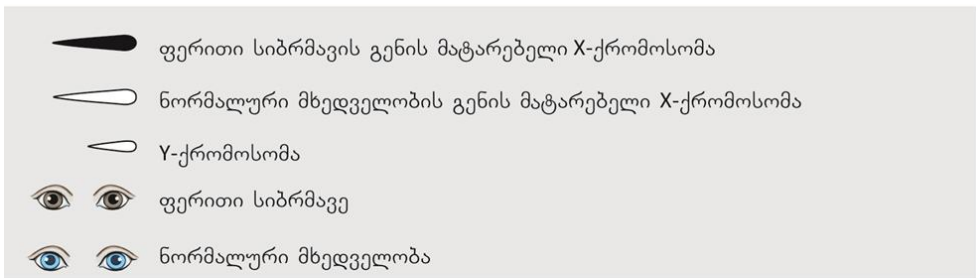 ფერითი სიბრმავის გენის მატარებელი X-ქრომოსომა
ნორმალური მხედველობის გენის მატარებელი X-ქრომოსომა
Y-ქრომოსომა
ფერითი სიბრმავე
ნორმალური მხედველობა